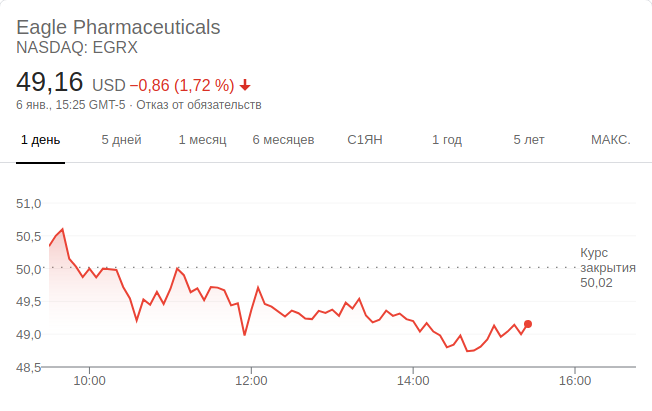 Eagle Pharmaceuticals
NASDAQ: EGRX
49,16 USD −0,86 (1,72 %)
6 янв., 15:25 GMT-5 · Отказ от обязательств
1 день 5 дней 1 месяц 6 месяцев С1ЯН 1 год 5 лет МАКС.
51,0
50,5
50,0
49,5
49,0
48,5
Курс
закрытия
50,02
10:00 12:00 14:00 16:00